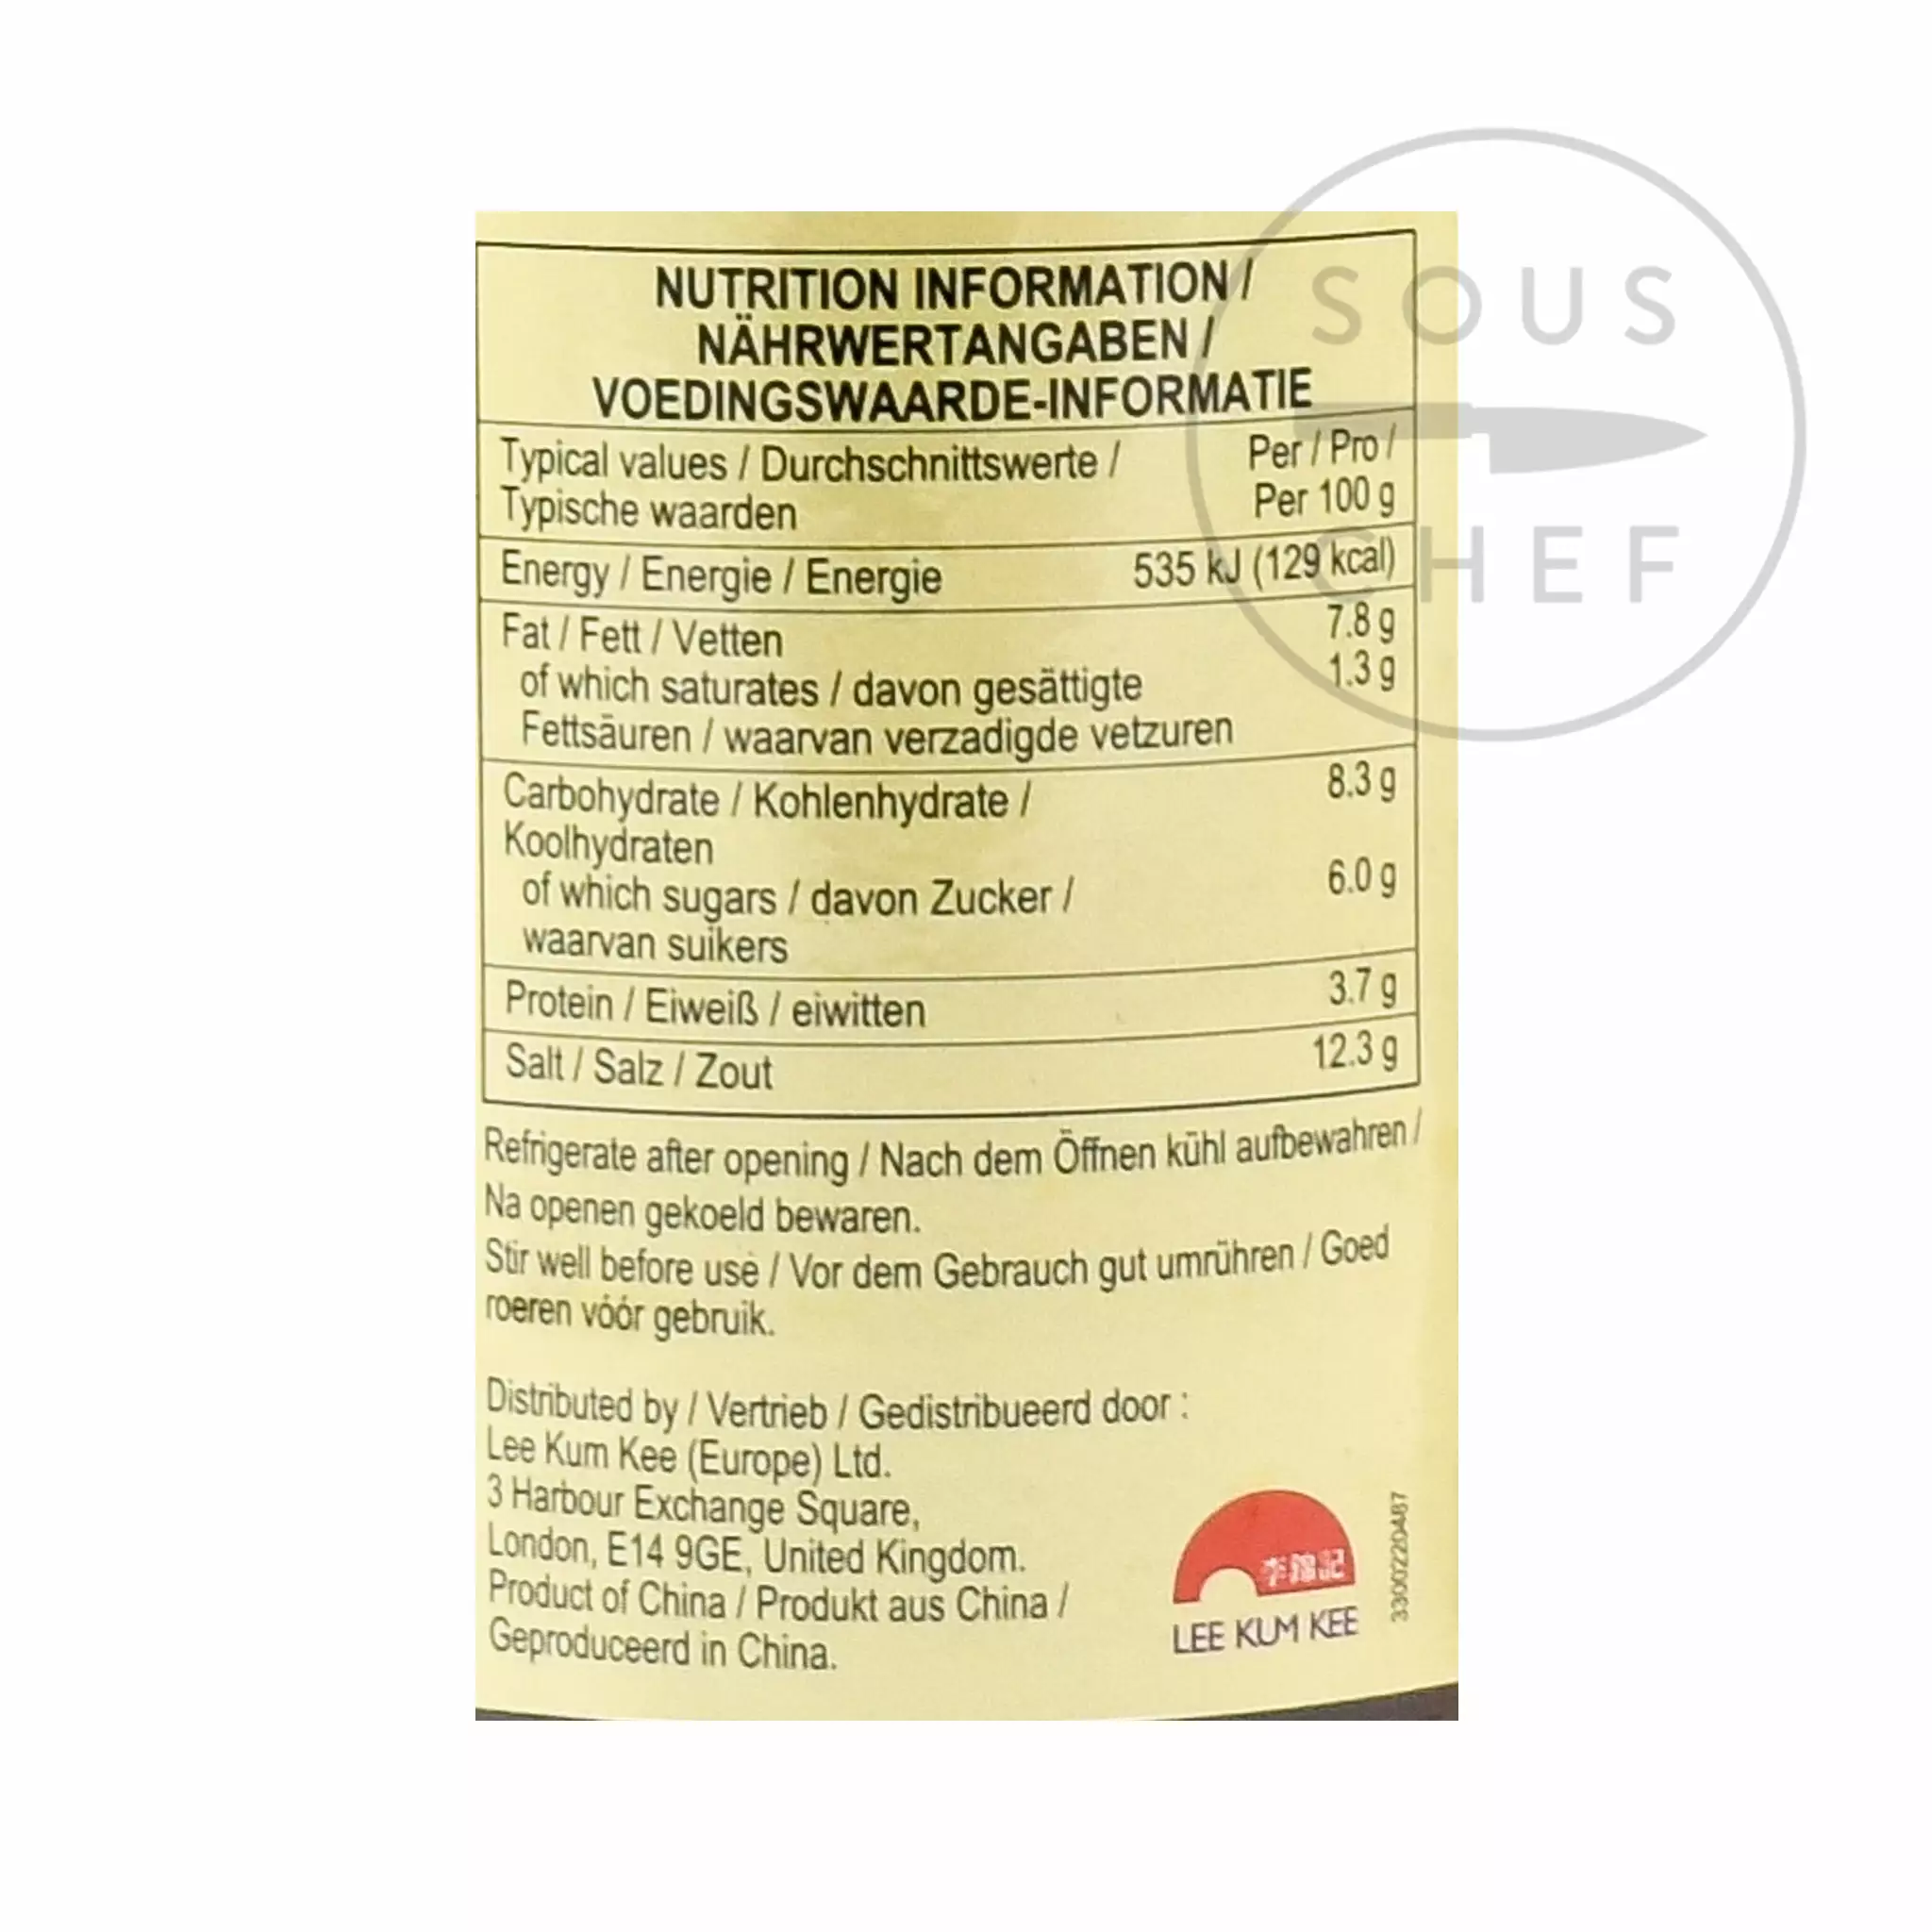 NUTRITION INFORMATION /
NÄHRWERTANGABEN /
VOEDINGSWAARDE-INFORMATIE
Typical values / Durchschnittswerte / Per / Pro /
Typische waarden Per 100 g
Energy / Energie / Energie 535 kJ (129 kcal)
Fat / Fett / Vetten 7.8 g
of which saturates / davon gesättigte 1.3 g
Fettsäuren / waarvan verzadigde vetzuren
Carbohydrate / Kohlenhydrate / 8.3 g
Koolhydraten
of which sugars / davon Zucker / 6.0 g
waarvan suikers
Protein / Eiweiß / eiwitten 3.7 g
Salt / Salz / Zout 12.3 g
Refrigerate after opening / Nach dem Öffnen kühl aufbewahren /
Na openen gekoeld bewaren.
Stir well before use / Vor dem Gebrauch gut umrühren / Goed
roeren vóór gebruik.
Distributed by / Vertrieb / Gedistribueerd door :
Lee Kum Kee (Europe) Ltd.
3 Harbour Exchange Square,
London, E14 9GE, United Kingdom.
Product of China / Produkt aus China /
Geproduceerd in China.
李錦記
LEE KUM KEE
3300220487
SOUS
CHEF